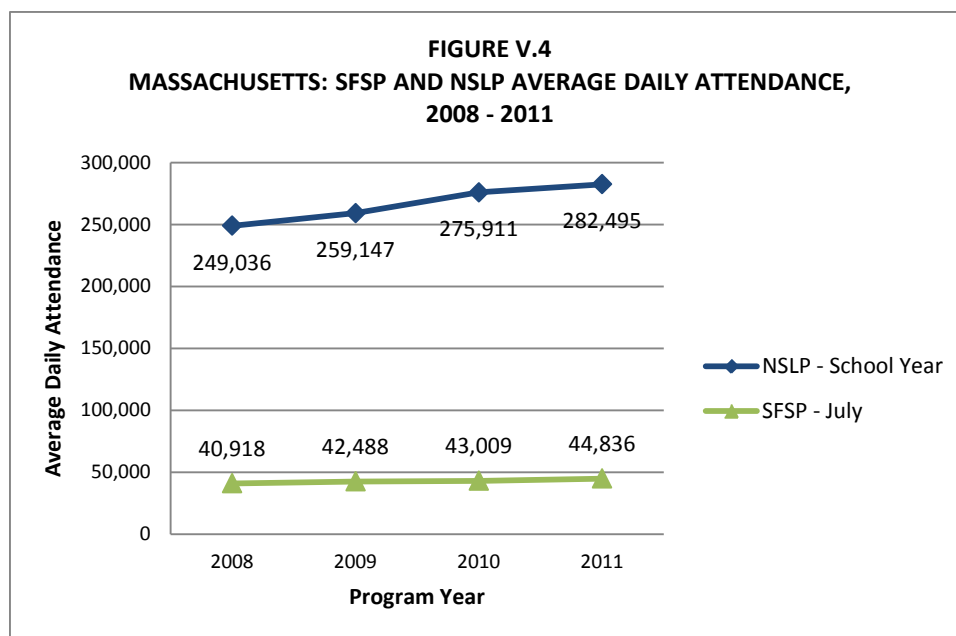 FIGURE V.4
MASSACHUSETTS: SFSP AND NSLP AVERAGE DAILY ATTENDANCE,
2008 - 2011
Average Daily Attendance
300,000
250,000
200,000
150,000
100,000
50,000
0
249,036
259,147
275,911
282,495
40,918
42,488
43,009
44,836
2008
2009
2010
2011
Program Year
NSLP - School Year
SFSP - July